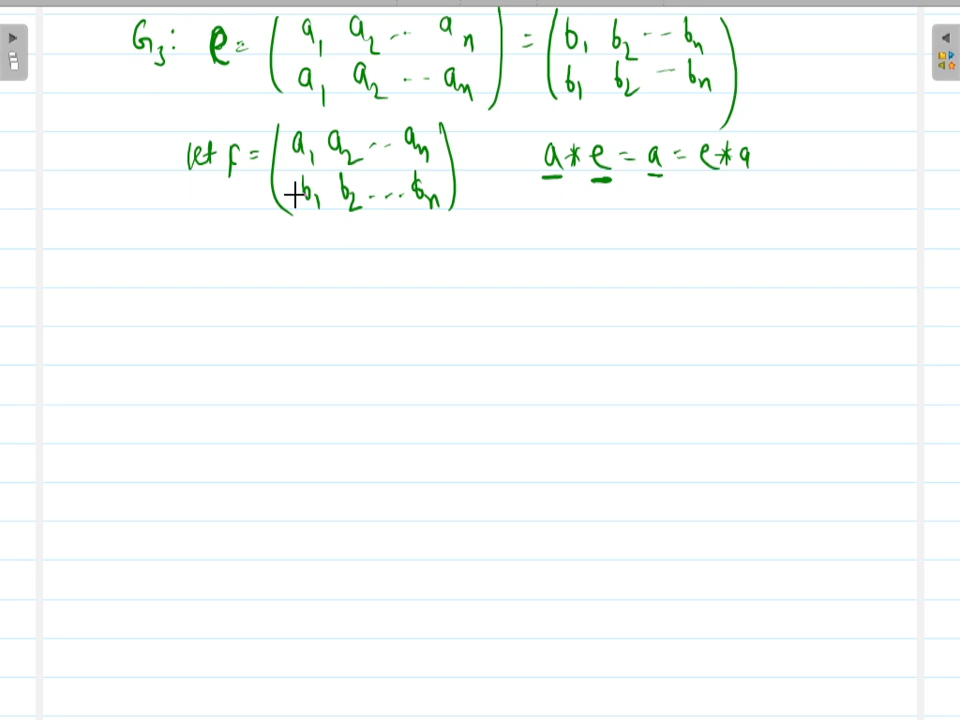 G₃: e = ( a₁ a₂ .. aₙ ) = ( b₁ b₂ -- bₙ )
( a₁ a₂ .. aₙ ) ( b₁ b₂ -- bₙ )
let f = ( a₁ a₂ .. aₙ ) a * e = a = e * a
( b₁ b₂ ... bₙ )